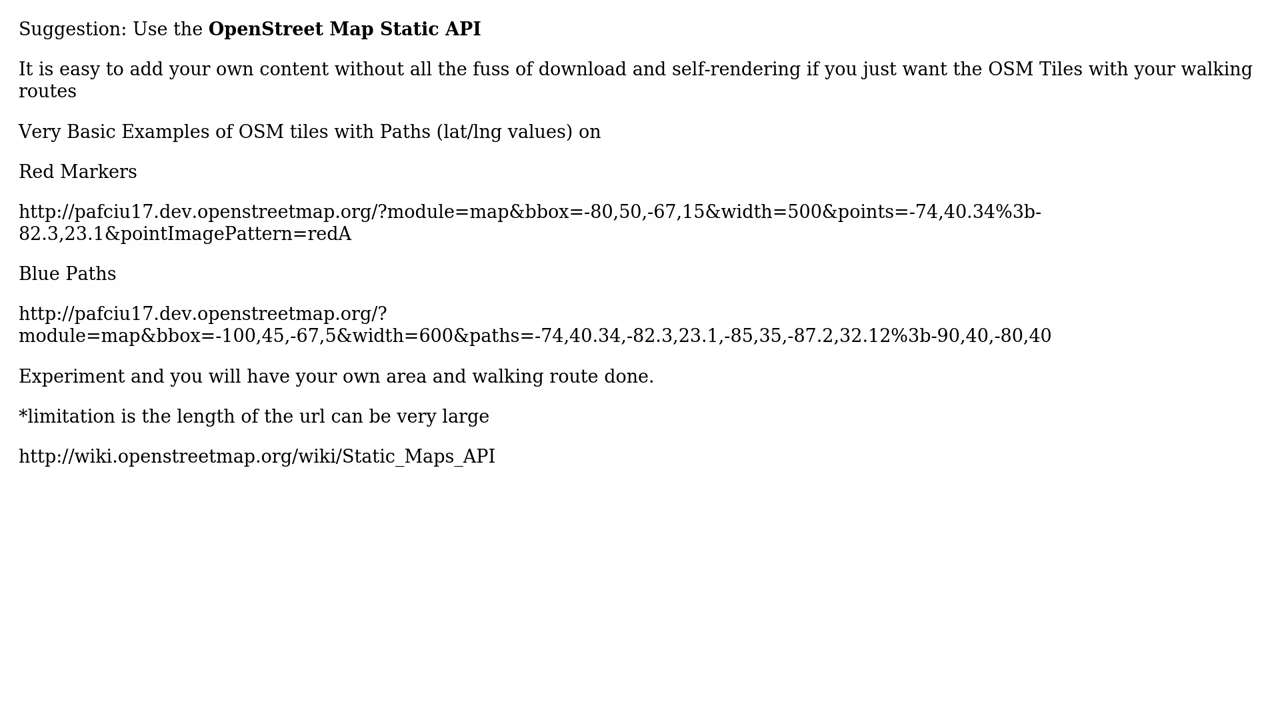 Suggestion: Use the OpenStreet Map Static API
It is easy to add your own content without all the fuss of download and self-rendering if you just want the OSM Tiles with your walking
routes
Very Basic Examples of OSM tiles with Paths (lat/lng values) on
Red Markers
http://pafciu17.dev.openstreetmap.org/?module=map&bbox=-80,50,-67,15&width=500&points=-74,40.34%3b-
82.3,23.1&pointImagePattern=redA
Blue Paths
http://pafciu17.dev.openstreetmap.org/?
module=map&bbox=-100,45,-67,5&width=600&paths=-74,40.34,-82.3,23.1,-85,35,-87.2,32.12%3b-90,40,-80,40
Experiment and you will have your own area and walking route done.
*limitation is the length of the url can be very large
http://wiki.openstreetmap.org/wiki/Static_Maps_API